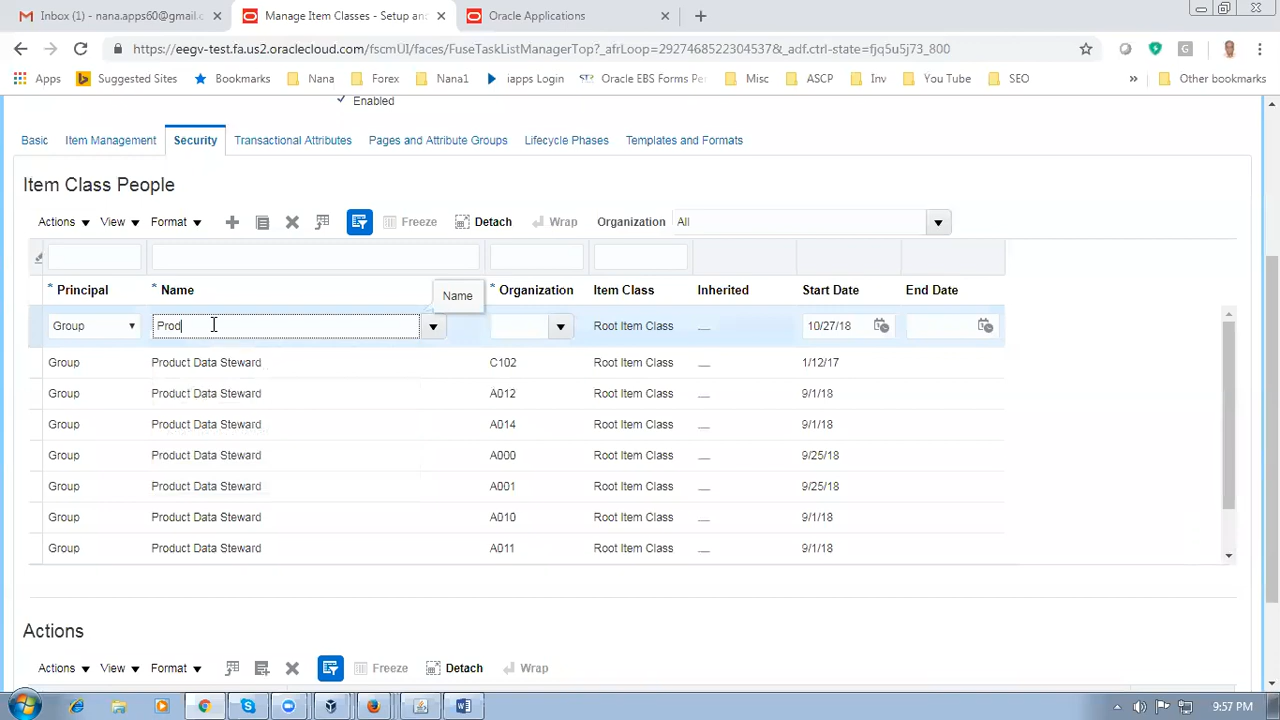 Inbox (1) - nana.apps60@gmail.c
Manage Item Classes - Setup and
Oracle Applications
https://eegv-test.fa.us2.oraclecloud.com/fscmUI/faces/FuseTaskListManagerTop?_afrLoop=29274685223045​37&_adf.ctrl-state=fjq5u5j73_800
Apps Suggested Sites Bookmarks Nana Forex Nana1 iapps Login Oracle EBS Forms Pe Misc ASCP Inv You Tube SEO » Other bookmarks
Enabled
Basic Item Management Security Transactional Attributes Pages and Attribute Groups Lifecycle Phases Templates and Formats
Item Class People
Actions View Format Freeze Detach Wrap Organization All
* Principal * Name * Organization Item Class Inherited Start Date End Date
Name
Group Prod Root Item Class 10/27/18
Group Product Data Steward C102 Root Item Class 1/12/17
Group Product Data Steward A012 Root Item Class 9/1/18
Group Product Data Steward A014 Root Item Class 9/1/18
Group Product Data Steward A000 Root Item Class 9/25/18
Group Product Data Steward A001 Root Item Class 9/25/18
Group Product Data Steward A010 Root Item Class 9/1/18
Group Product Data Steward A011 Root Item Class 9/1/18
Actions
Actions View Format Freeze Detach Wrap
9:57 PM